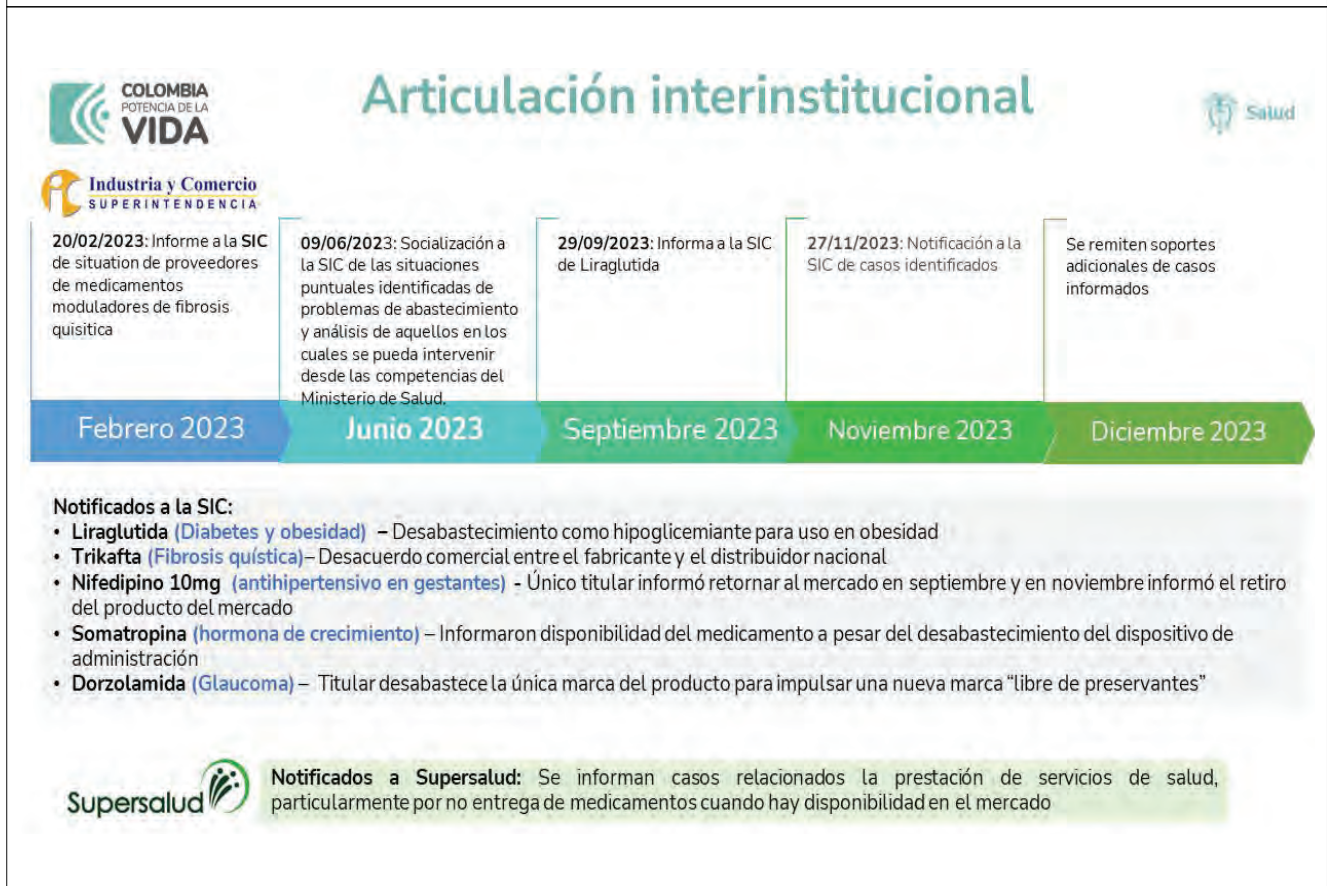 COLOMBIA
POTENCIA DE LA
VIDA
Articulación interinstitucional
Salud
Industria y Comercio
SUPERINTENDENCIA
20/02/2023: Informe a la SIC
de situation de proveedores
de medicamentos
moduladores de fibrosis
quisitica
09/06/2023: Socialización a
la SIC de las situaciones
puntuales identificadas de
problemas de abastecimiento
y análisis de aquellos en los
cuales se pueda intervenir
desde las competencias del
Ministerio de Salud.
29/09/2023: Informa a la SIC
de Liraglutida
27/11/2023: Notificación a la
SIC de casos identificados
Se remiten soportes
adicionales de casos
informados
Febrero 2023
Junio 2023
Septiembre 2023
Noviembre 2023
Diciembre 2023
Notificados a la SIC:
• Liraglutida (Diabetes y obesidad) – Desabastecimiento como hipoglicemiante para uso en obesidad
• Trikafta (Fibrosis quística)– Desacuerdo comercial entre el fabricante y el distribuidor nacional
• Nifedipino 10mg (antihipertensivo en gestantes) - Único titular informó retornar al mercado en septiembre y en noviembre informó el retiro
del producto del mercado
• Somatropina (hormona de crecimiento) – Informaron disponibilidad del medicamento a pesar del desabastecimiento del dispositivo de
administración
• Dorzolamida (Glaucoma) – Titular desabastece la única marca del producto para impulsar una nueva marca “libre de preservantes”
Supersalud
Notificados a Supersalud: Se informan casos relacionados la prestación de servicios de salud,
particularmente por no entrega de medicamentos cuando hay disponibilidad en el mercado